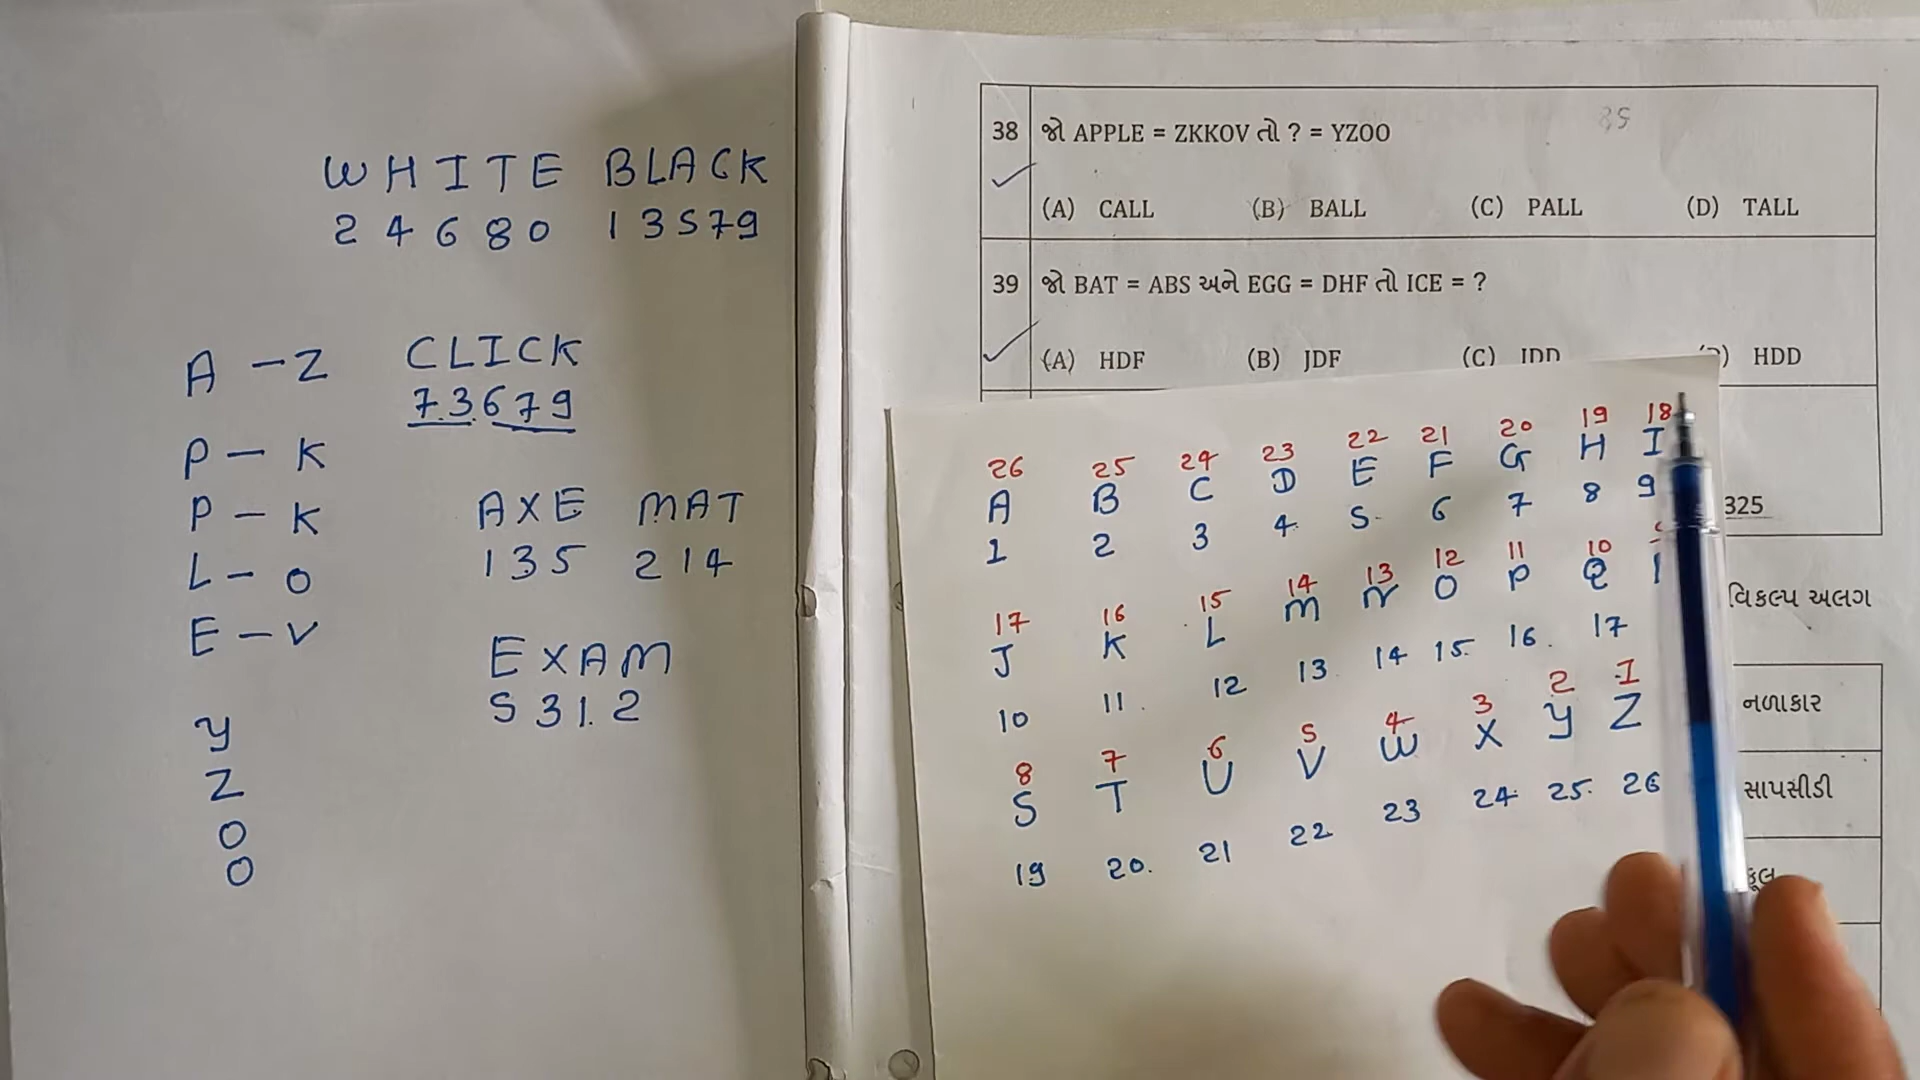 WHITE BLACK
24680 13579
A - Z
P - K
P - K
L - O
E - V
Y
Z
O
O
CLICK
73679
AXE MAT
135 214
EXAM
531.2
38 જો APPLE = ZKKOV તો ? = YZOO
(A) CALL (B) BALL (C) PALL (D) TALL
39 જો BAT = ABS અને EGG = DHF તો ICE = ?
(A) HDF (B) JDF (C) HDD
325
વિકલ્પ અલગ
નળાકાર
સાપસીડી
26 25 24 23 22 21 20 19 18
A B C D E F G H I
1 2 3 4. 5. 6 7 8 9
17 16 15 14 13 12 11 10
J K L M N O P Q
10 11. 12 13. 14 15. 16. 17
8 7 6 5 4 3 2 1
S T U V W X Y Z
19 20. 21 22 23 24. 25. 26